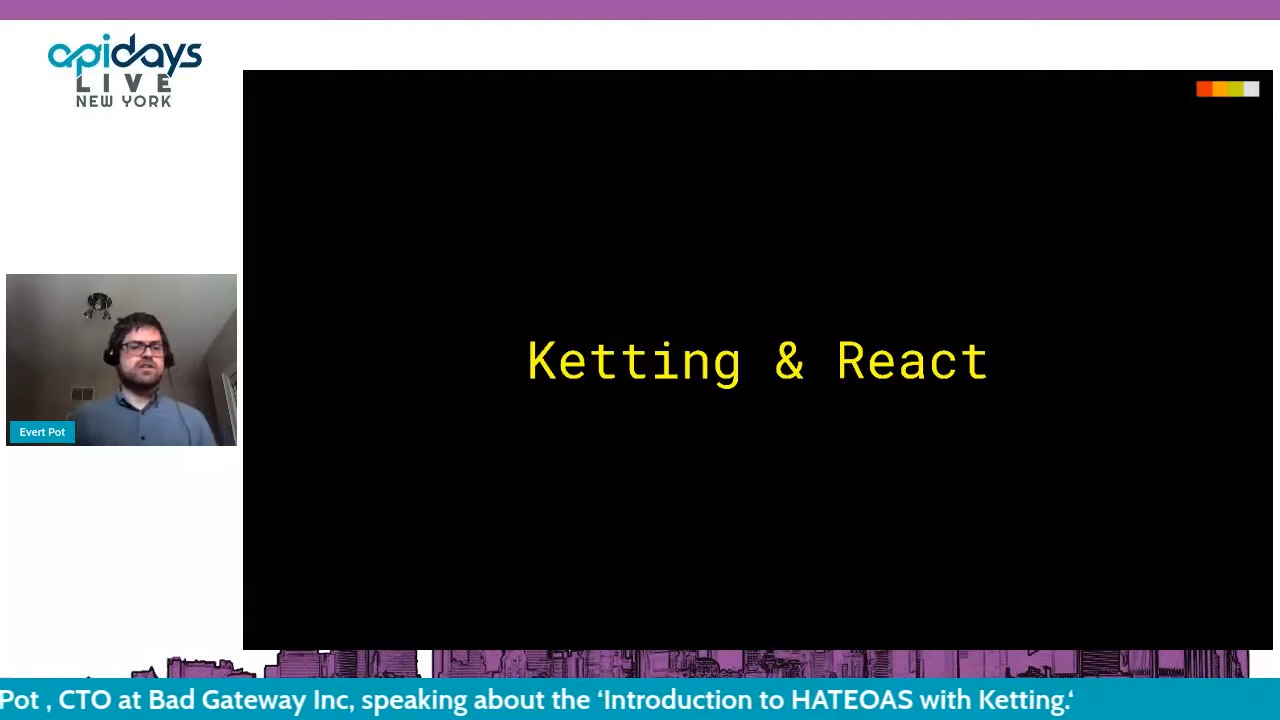 apidays
LIVE
NEW YORK
Ketting & React
Evert Pot
Pot , CTO at Bad Gateway Inc, speaking about the ‘Introduction to HATEOAS with Ketting.‘